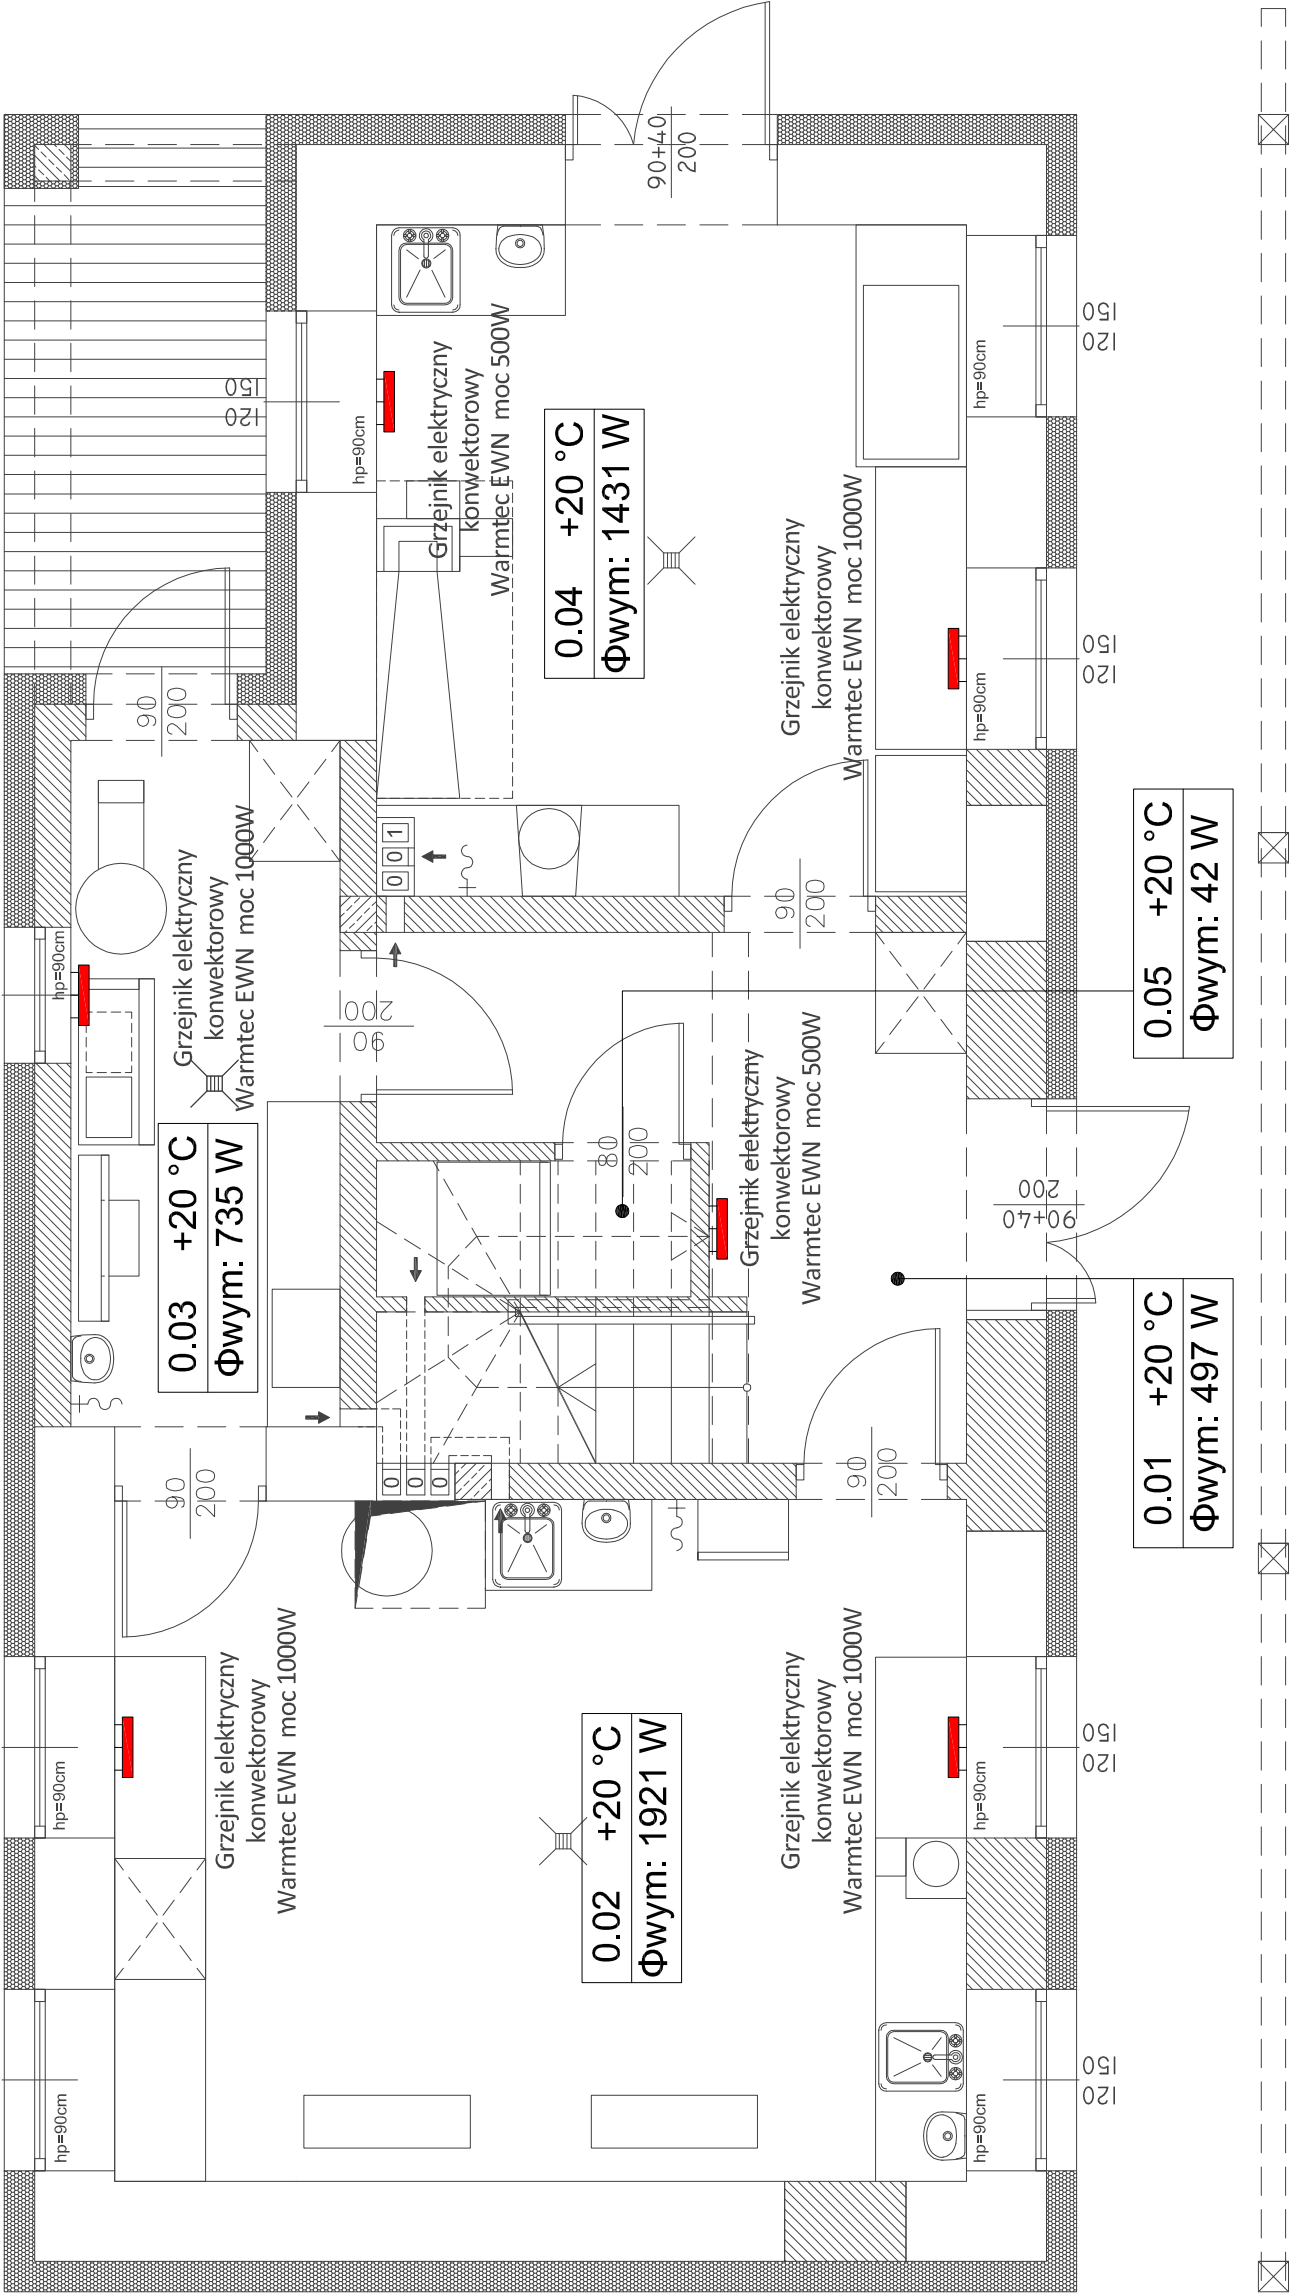 90+40
200
150
120
hp=90cm
Grzejnik elektryczny
konwektorowy
Warmtec EWN moc 500W
0.04 +20 °C
Φwym: 1431 W
hp=90cm
150
120
90
200
Grzejnik elektryczny
konwektorowy
Warmtec EWN moc 1000W
hp=90cm
150
120
hp=90cm
Grzejnik elektryczny
konwektorowy
Warmtec EWN moc 1000W
0 0 1
90
200
90
200
0.05 +20 °C
Φwym: 42 W
0.03 +20 °C
Φwym: 735 W
80
200
Grzejnik elektryczny
konwektorowy
Warmtec EWN moc 500W
90+40
200
0.01 +20 °C
Φwym: 497 W
90
200
0
0
0
90
200
Grzejnik elektryczny
konwektorowy
Warmtec EWN moc 1000W
hp=90cm
0.02 +20 °C
Φwym: 1921 W
Grzejnik elektryczny
konwektorowy
Warmtec EWN moc 1000W
hp=90cm
150
120
hp=90cm
hp=90cm
150
120